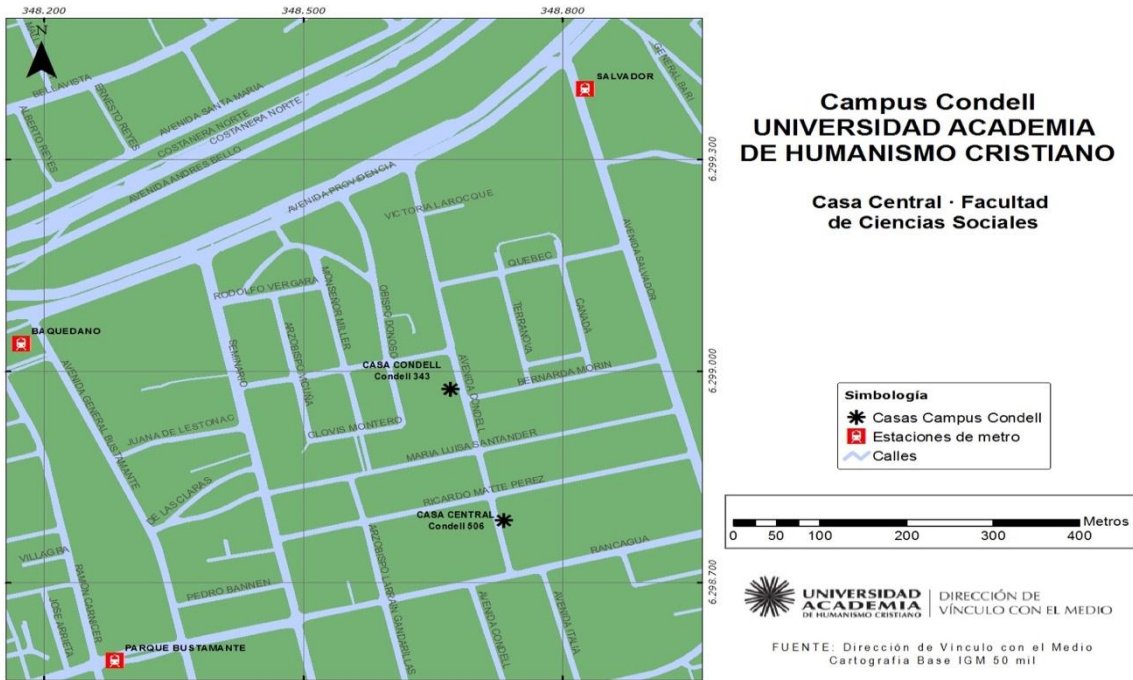 348.200
348.500
348.800
N
BELLAVISTA
ALBERTO REYES
ERNESTO REYES
AVENIDA SANTA MARIA
COSTANERA NORTE
COSTANERA NORTE
AVENIDA ANDRES BELLO
AVENIDA PROVIDENCIA
SALVADOR
GENERAL BARI
6.299.300
VICTORIA LAROCQUE
AVENIDA SALVADOR
QUEBEC
RODOLFO VERGARA
MONSEÑOR MILLER
OBISPO DONOSO
TERRANOVA
CANADA
BAQUEDANO
AVENIDA GENERAL BUSTAMANTE
SEMINARIO
ARZOBISPO VICUÑA
CASA CONDELL
Condell 343
AVENIDA CONDELL
BERNARDA MORIN
6.299.000
JUANA DE LESTONAC
CLOVIS MONTERO
MARIA LUISA SANTANDER
DE LAS CLARAS
RICARDO MATTE PEREZ
CASA CENTRAL
Condell 506
RANCAGUA
VILLAGRA
RAMON CARNICER
JOSE ARRIETA
PEDRO BANNEN
ARZOBISPO LARRAIN GANDARILLAS
AVENIDA CONDELL
AVENIDA ITALIA
6.298.700
PARQUE BUSTAMANTE
Campus Condell
UNIVERSIDAD ACADEMIA
DE HUMANISMO CRISTIANO
Casa Central · Facultad
de Ciencias Sociales
Simbología
Casas Campus Condell
Estaciones de metro
Calles
Metros
0 50 100 200 300 400
UNIVERSIDAD
ACADEMIA
DE HUMANISMO CRISTIANO
DIRECCIÓN DE
VÍNCULO CON EL MEDIO
FUENTE: Dirección de Vinculo con el Medio
Cartografia Base IGM 50 mil